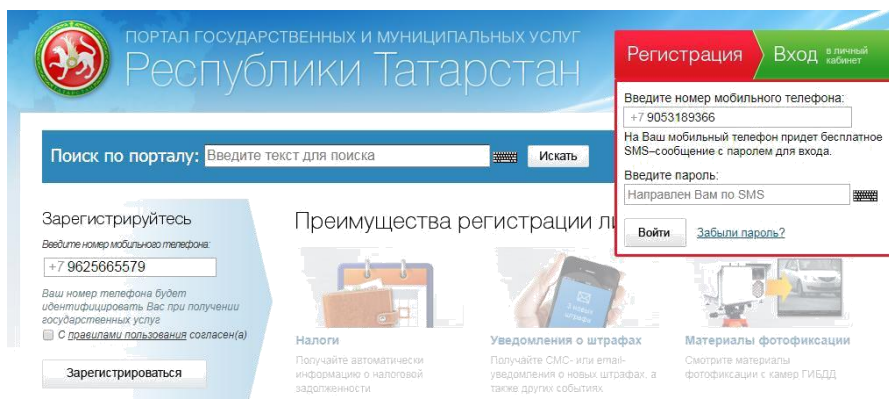 ПОРТАЛ ГОСУДАРСТВЕННЫХ И МУНИЦИПАЛЬНЫХ УСЛУГ
Республики Татарстан
Регистрация
Вход в личный кабинет
Введите номер мобильного телефона:
+7 9053189366
На Ваш мобильный телефон придет бесплатное
SMS–сообщение с паролем для входа.
Введите пароль:
Направлен Вам по SMS
Войти Забыли пароль?
Поиск по порталу: Введите текст для поиска Искать
Зарегистрируйтесь
Введите номер мобильного телефона:
+7 9625665579
Ваш номер телефона будет
идентифицировать Вас при получении
государственных услуг
С правилами пользования согласен(а)
Зарегистрироваться
Преимущества регистрации ли
3 новых
штрафа
Налоги
Получайте автоматически
информацию о налоговой
задолженности
Уведомления о штрафах
Получайте СМС- или email-
уведомления о новых штрафах, а
также других событиях
Материалы фотофиксации
Смотрите материалы
фотофиксации с камер ГИБДД